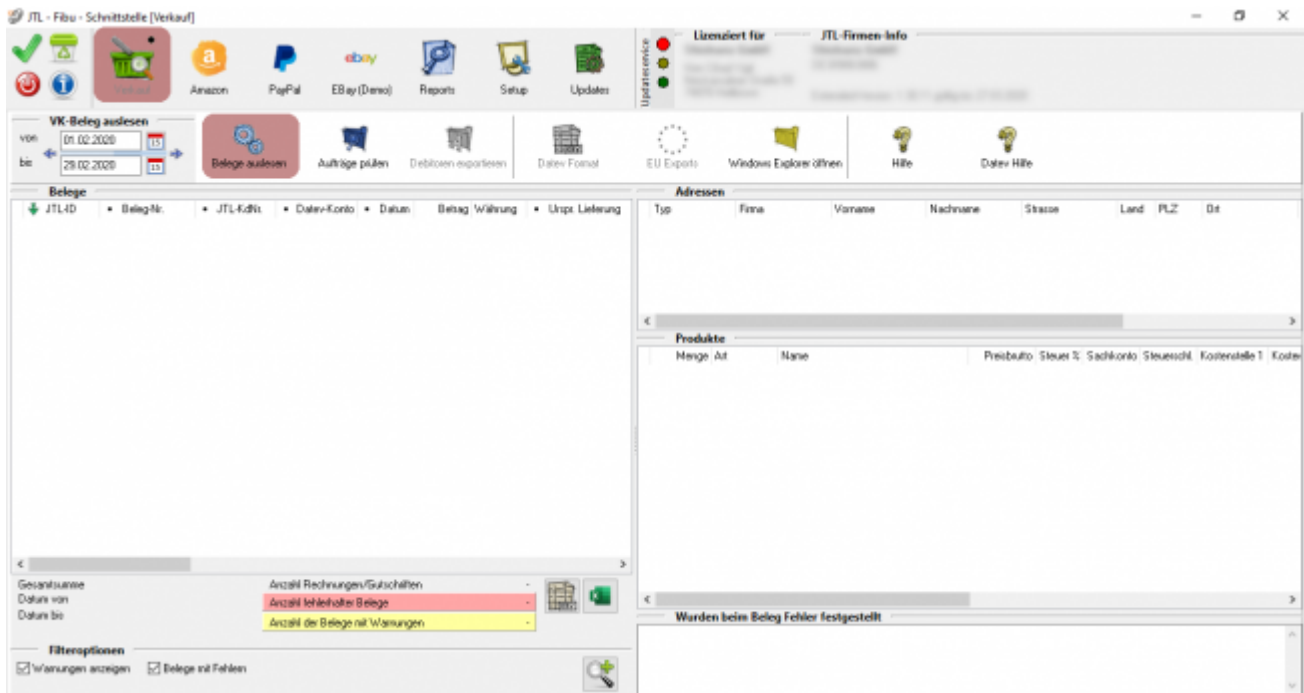 JTL - Fibu - Schnittstelle [Verkauf]
Verkauf
Amazon
PayPal
EBay (Demo)
Reports
Setup
Updates
Updateservice
Lizenziert für
JTL-Firmen-Info
VK-Beleg auslesen
von 01.02.2020
bis 29.02.2020
Belege auslesen
Aufträge prüfen
Debitoren exportieren
Datev Format
EU Exports
Windows Explorer öffnen
Hilfe
Datev Hilfe
Belege
JTL-ID Beleg-Nr. JTL-KdNr. Datev-Konto Datum Betrag Währung Urspr. Lieferung
Adressen
Typ Firma Vorname Nachname Strasse Land PLZ Ort
Produkte
Menge Art Name Preisbrutto Steuer % Sachkonto Steuerschl. Kostenstelle 1 Kosten
Gesamtsumme
Datum von
Datum bis
Anzahl Rechnungen/Gutschriften -
Anzahl fehlerhafter Belege -
Anzahl der Belege mit Warnungen -
Filteroptionen
Warnungen anzeigen Belege mit Fehlern
Wurden beim Beleg Fehler festgestellt